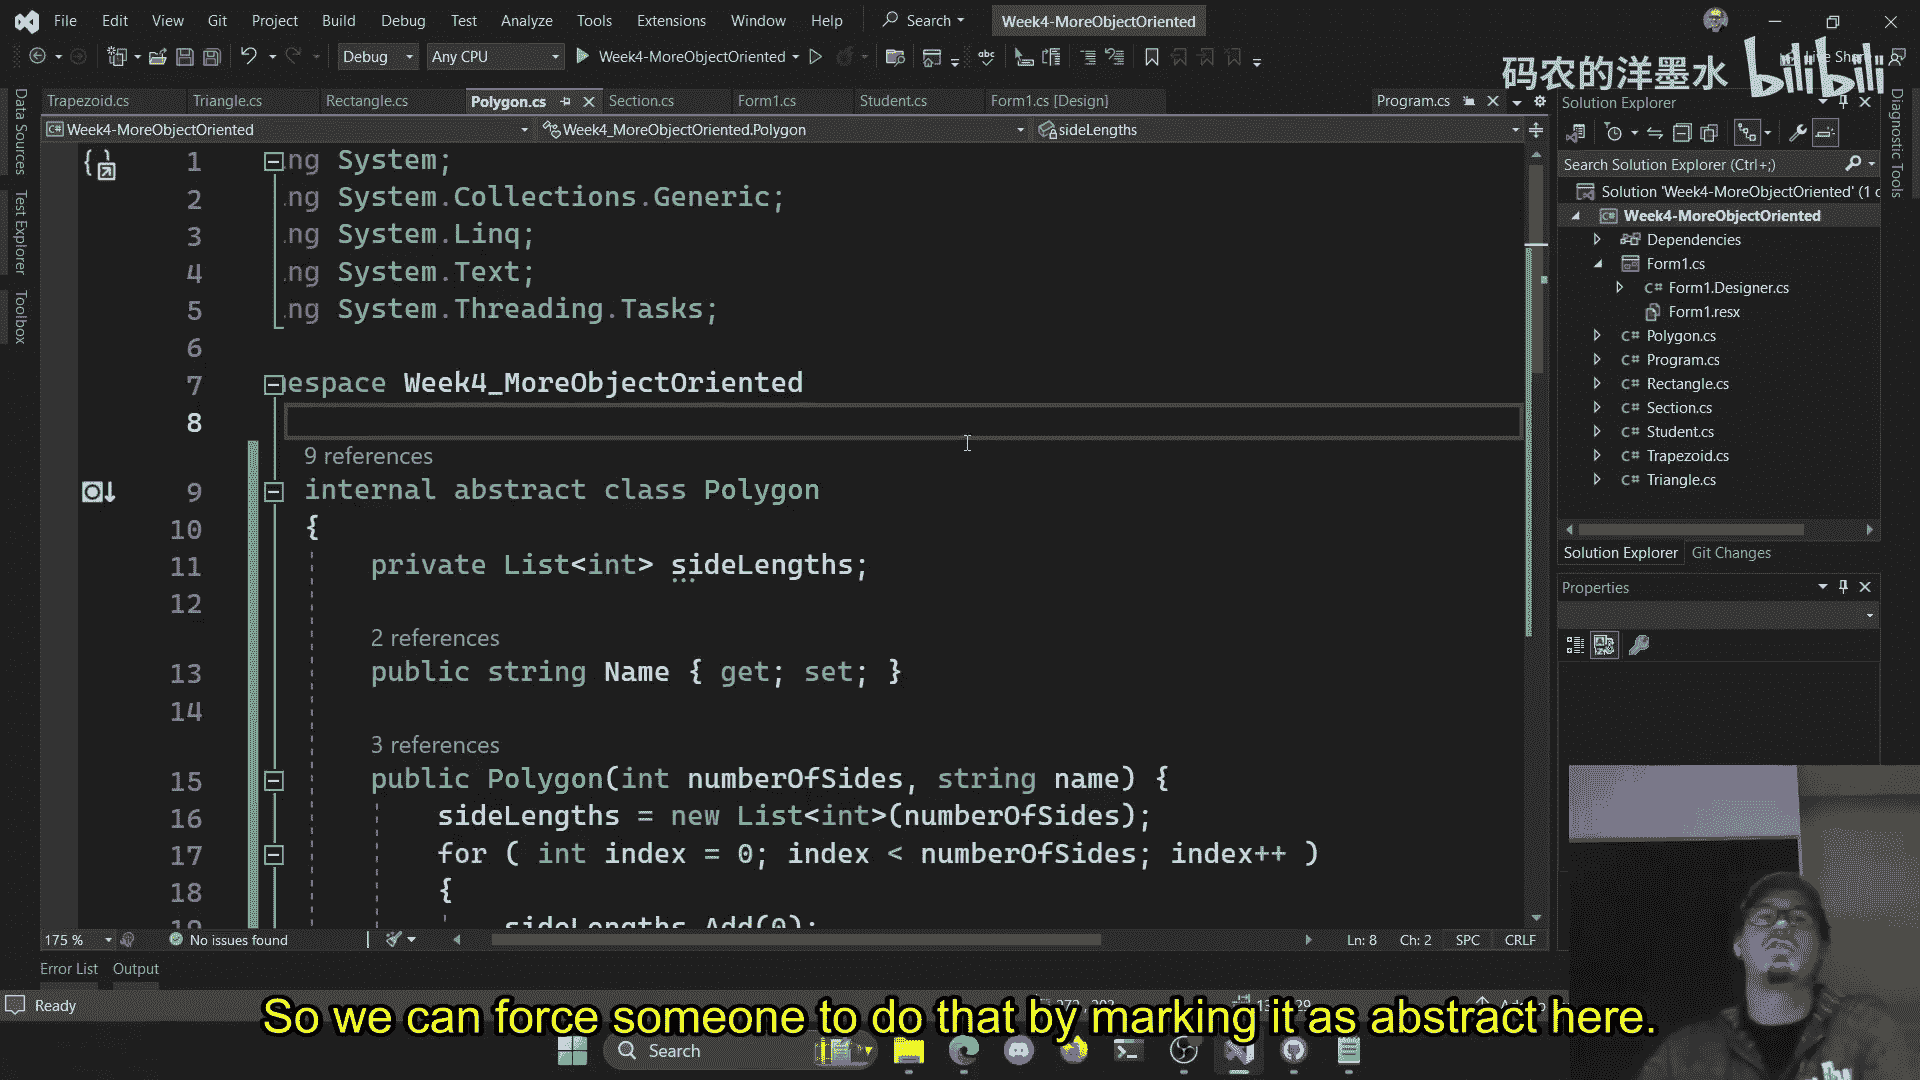 File Edit View Git Project Build Debug Test Analyze Tools Extensions Window Help Search Week4-MoreObjectOriented
Debug Any CPU Week4-MoreObjectOriented Live Share
码农的洋墨水 bilibili
Trapezoid.cs Triangle.cs Rectangle.cs Polygon.cs Section.cs Form1.cs Student.cs Form1.cs [Design] Program.cs
Week4-MoreObjectOriented Week4_MoreObjectOriented.Polygon sideLengths
Data Sources
Test Explorer
Toolbox
1 ng System;
2 ng System.Collections.Generic;
3 ng System.Linq;
4 ng System.Text;
5 ng System.Threading.Tasks;
6
7 espace Week4_MoreObjectOriented
8
9 references
9 internal abstract class Polygon
10 {
11 private List<int> sideLengths;
12
2 references
13 public string Name { get; set; }
14
3 references
15 public Polygon(int numberOfSides, string name) {
16 sideLengths = new List<int>(numberOfSides);
17 for ( int index = 0; index < numberOfSides; index++ )
18 {
19 sideLengths.Add(0);
175 % No issues found Ln: 8 Ch: 2 SPC CRLF
Error List Output
Ready
Solution Explorer
Search Solution Explorer (Ctrl+;)
Solution 'Week4-MoreObjectOriented' (1 c
Week4-MoreObjectOriented
Dependencies
Form1.cs
C# Form1.Designer.cs
Form1.resx
C# Polygon.cs
C# Program.cs
C# Rectangle.cs
C# Section.cs
C# Student.cs
C# Trapezoid.cs
C# Triangle.cs
Solution Explorer Git Changes
Properties
Diagnostic Tools
So we can force someone to do that by marking it as abstract here.
Search